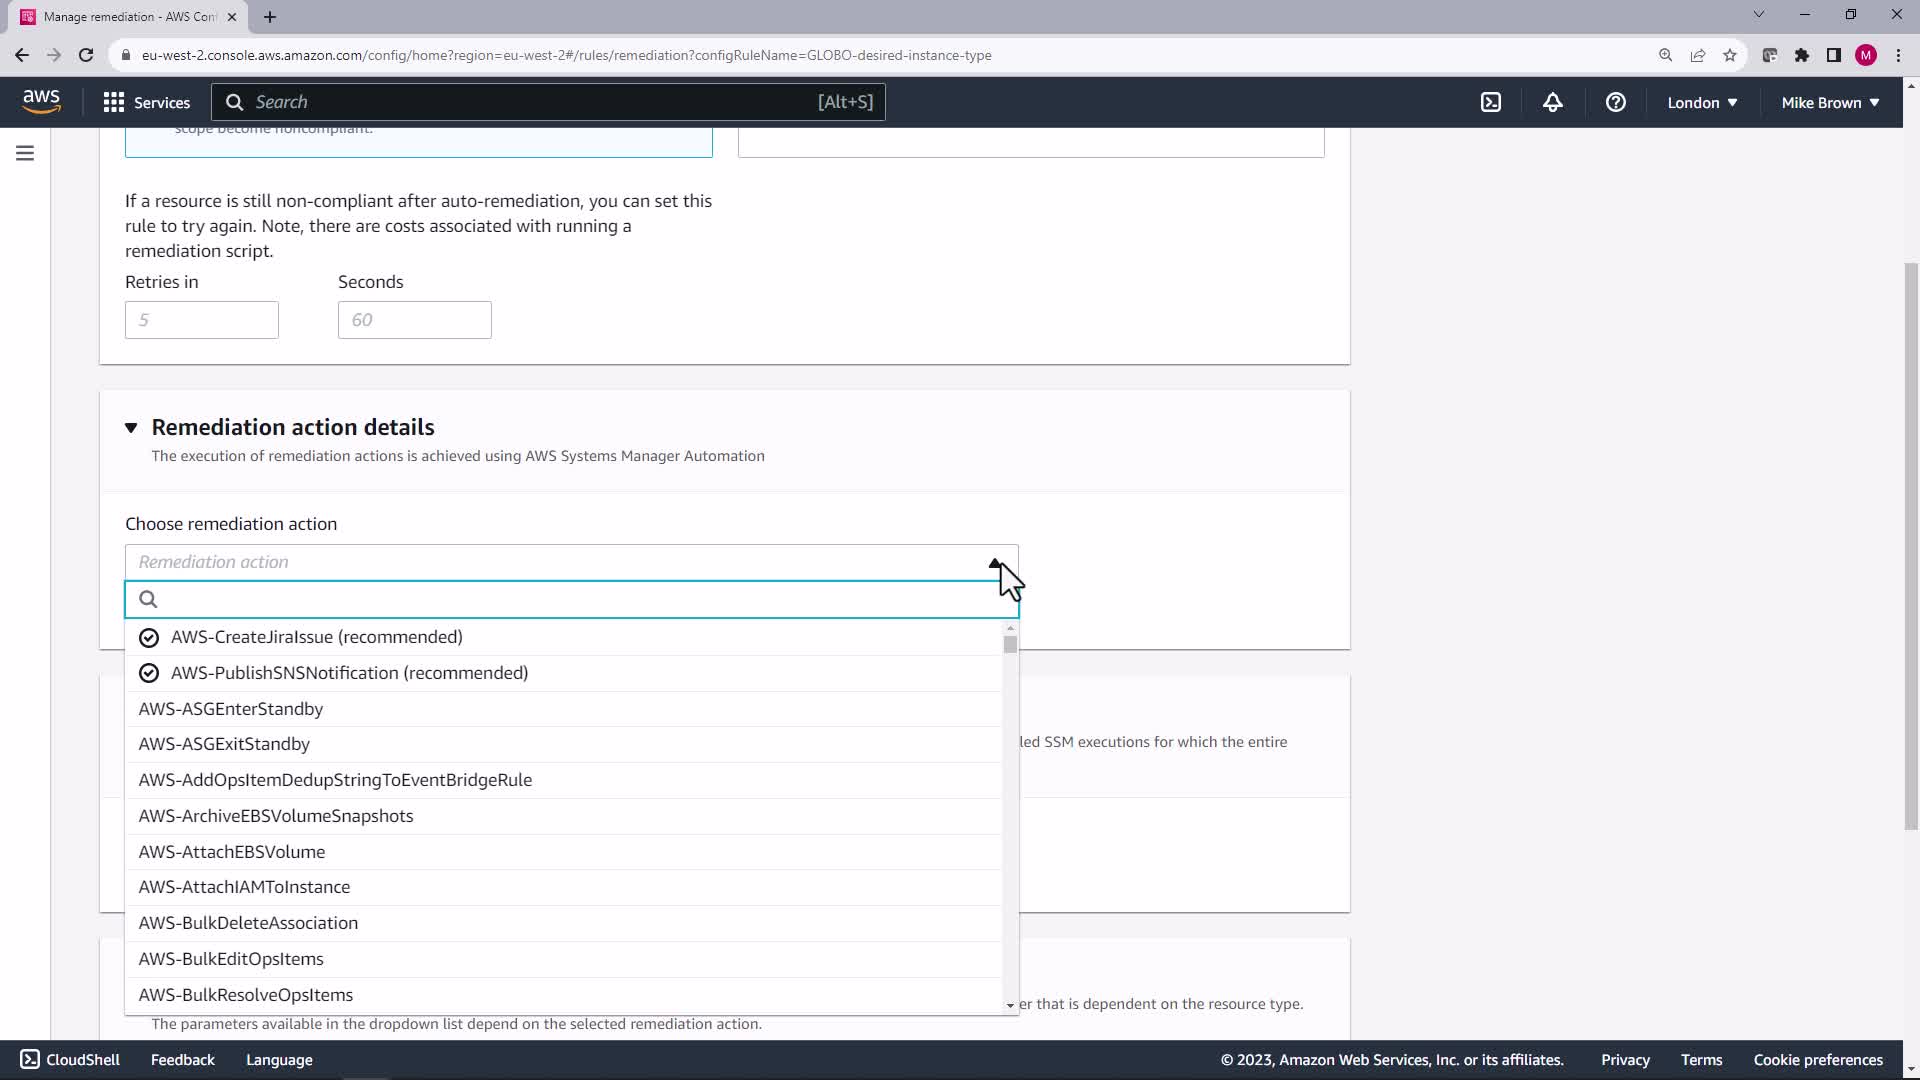 Manage remediation - AWS Con
eu-west-2.console.aws.amazon.com/config/home?region=eu-west-2#/rules/remediation?configRuleName=GLOBO-desired-instance-type
M
aws
Services
Search
[Alt+S]
London
Mike Brown
scope become noncompliant.
If a resource is still non-compliant after auto-remediation, you can set this
rule to try again. Note, there are costs associated with running a
remediation script.
Retries in
Seconds
5
60
Remediation action details
The execution of remediation actions is achieved using AWS Systems Manager Automation
Choose remediation action
Remediation action
AWS-CreateJiraIssue (recommended)
AWS-PublishSNSNotification (recommended)
AWS-ASGEnterStandby
led SSM executions for which the entire
AWS-ASGExitStandby
AWS-AddOpsItemDedupStringToEventBridgeRule
AWS-ArchiveEBSVolumeSnapshots
AWS-AttachEBSVolume
AWS-AttachIAMToInstance
AWS-BulkDeleteAssociation
AWS-BulkEditOpsItems
AWS-BulkResolveOpsItems
er that is dependent on the resource type.
The parameters available in the dropdown list depend on the selected remediation action.
CloudShell
Feedback
Language
© 2023, Amazon Web Services, Inc. or its affiliates.
Privacy
Terms
Cookie preferences